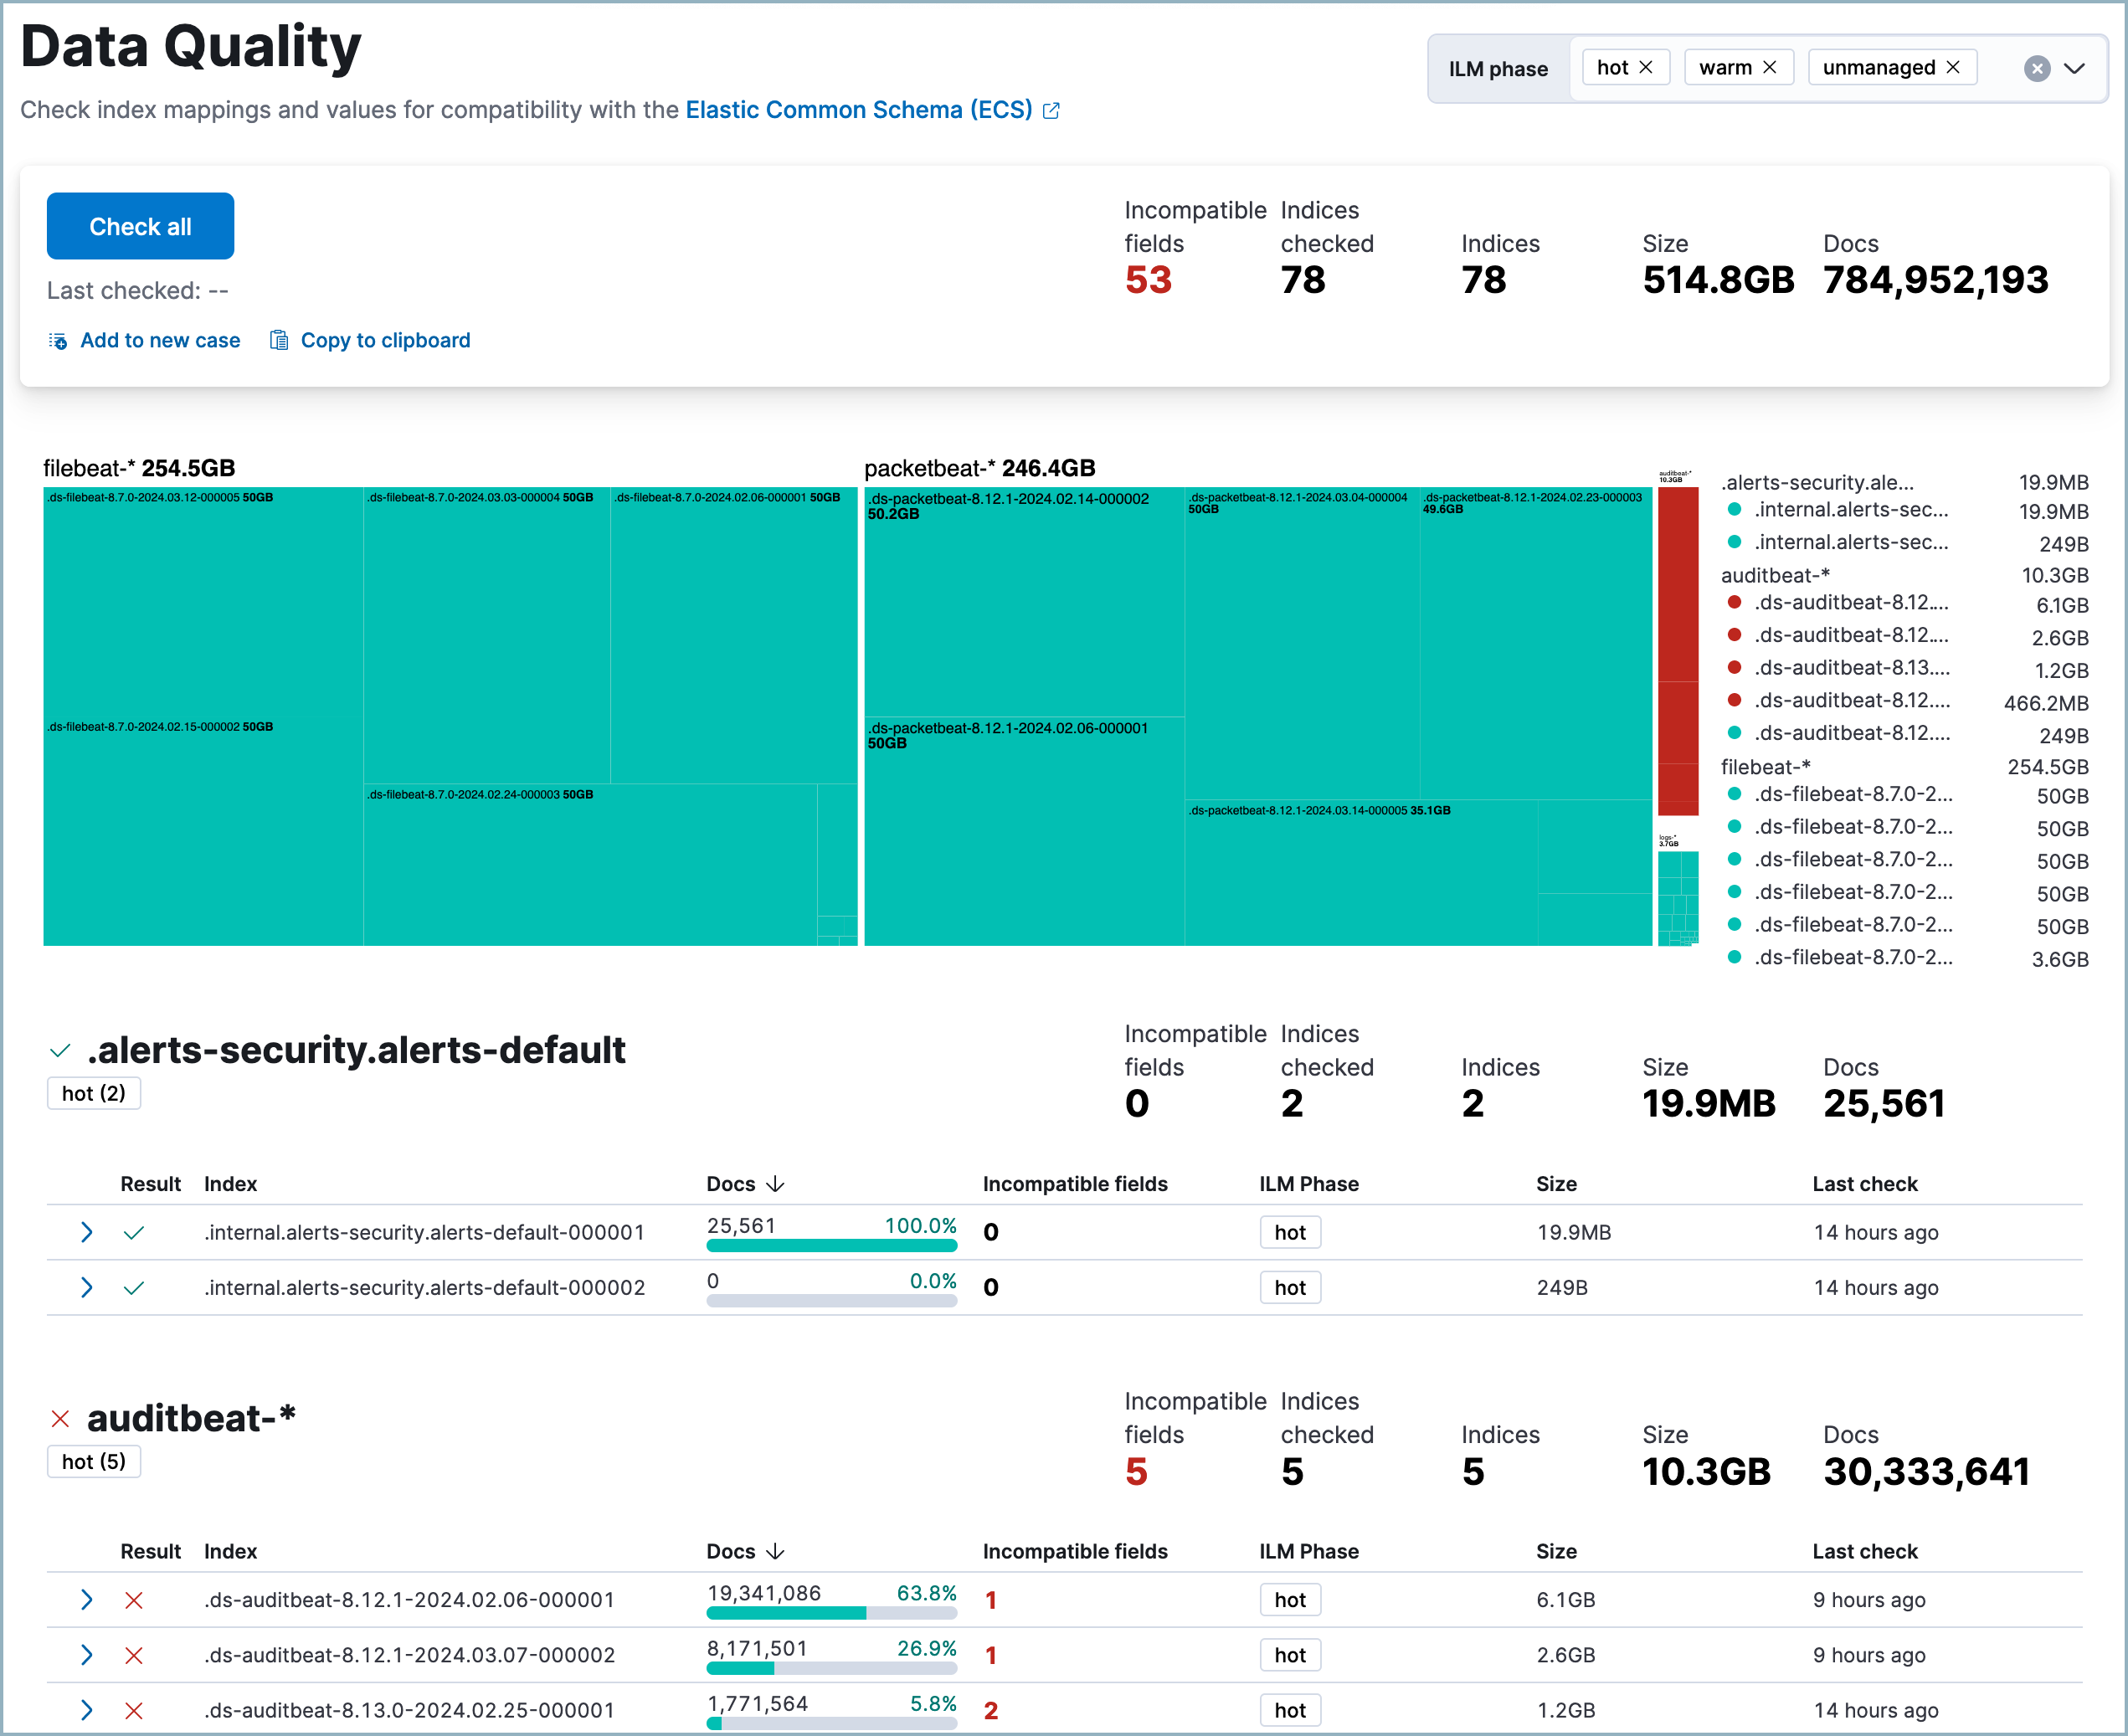 Data Quality
Check index mappings and values for compatibility with the Elastic Common Schema (ECS)
ILM phase hot warm unmanaged
Check all
Last checked: --
Add to new case Copy to clipboard
Incompatible fields 53
Indices checked 78
Indices 78
Size 514.8GB
Docs 784,952,193
filebeat-* 254.5GB
.ds-filebeat-8.7.0-2024.03.12-000005 50GB
.ds-filebeat-8.7.0-2024.02.15-000002 50GB
.ds-filebeat-8.7.0-2024.03.03-000004 50GB
.ds-filebeat-8.7.0-2024.02.06-000001 50GB
.ds-filebeat-8.7.0-2024.02.24-000003 50GB
packetbeat-* 246.4GB
.ds-packetbeat-8.12.1-2024.02.14-000002
50.2GB
.ds-packetbeat-8.12.1-2024.02.06-000001
50GB
.ds-packetbeat-8.12.1-2024.03.04-000004
50GB
.ds-packetbeat-8.12.1-2024.02.23-000003
49.6GB
.ds-packetbeat-8.12.1-2024.03.14-000005 35.1GB
auditbeat-*
10.3GB
logs-*
3.7GB
.alerts-security.ale... 19.9MB
.internal.alerts-sec... 19.9MB
.internal.alerts-sec... 249B
auditbeat-* 10.3GB
.ds-auditbeat-8.12.... 6.1GB
.ds-auditbeat-8.12.... 2.6GB
.ds-auditbeat-8.13.... 1.2GB
.ds-auditbeat-8.12.... 466.2MB
.ds-auditbeat-8.12.... 249B
filebeat-* 254.5GB
.ds-filebeat-8.7.0-2... 50GB
.ds-filebeat-8.7.0-2... 50GB
.ds-filebeat-8.7.0-2... 50GB
.ds-filebeat-8.7.0-2... 50GB
.ds-filebeat-8.7.0-2... 50GB
.ds-filebeat-8.7.0-2... 3.6GB
.alerts-security.alerts-default
hot (2)
Incompatible fields 0
Indices checked 2
Indices 2
Size 19.9MB
Docs 25,561
Result Index Docs Incompatible fields ILM Phase Size Last check
.internal.alerts-security.alerts-default-000001 25,561 100.0% 0 hot 19.9MB 14 hours ago
.internal.alerts-security.alerts-default-000002 0 0.0% 0 hot 249B 14 hours ago
auditbeat-*
hot (5)
Incompatible fields 5
Indices checked 5
Indices 5
Size 10.3GB
Docs 30,333,641
Result Index Docs Incompatible fields ILM Phase Size Last check
.ds-auditbeat-8.12.1-2024.02.06-000001 19,341,086 63.8% 1 hot 6.1GB 9 hours ago
.ds-auditbeat-8.12.1-2024.03.07-000002 8,171,501 26.9% 1 hot 2.6GB 9 hours ago
.ds-auditbeat-8.13.0-2024.02.25-000001 1,771,564 5.8% 2 hot 1.2GB 14 hours ago